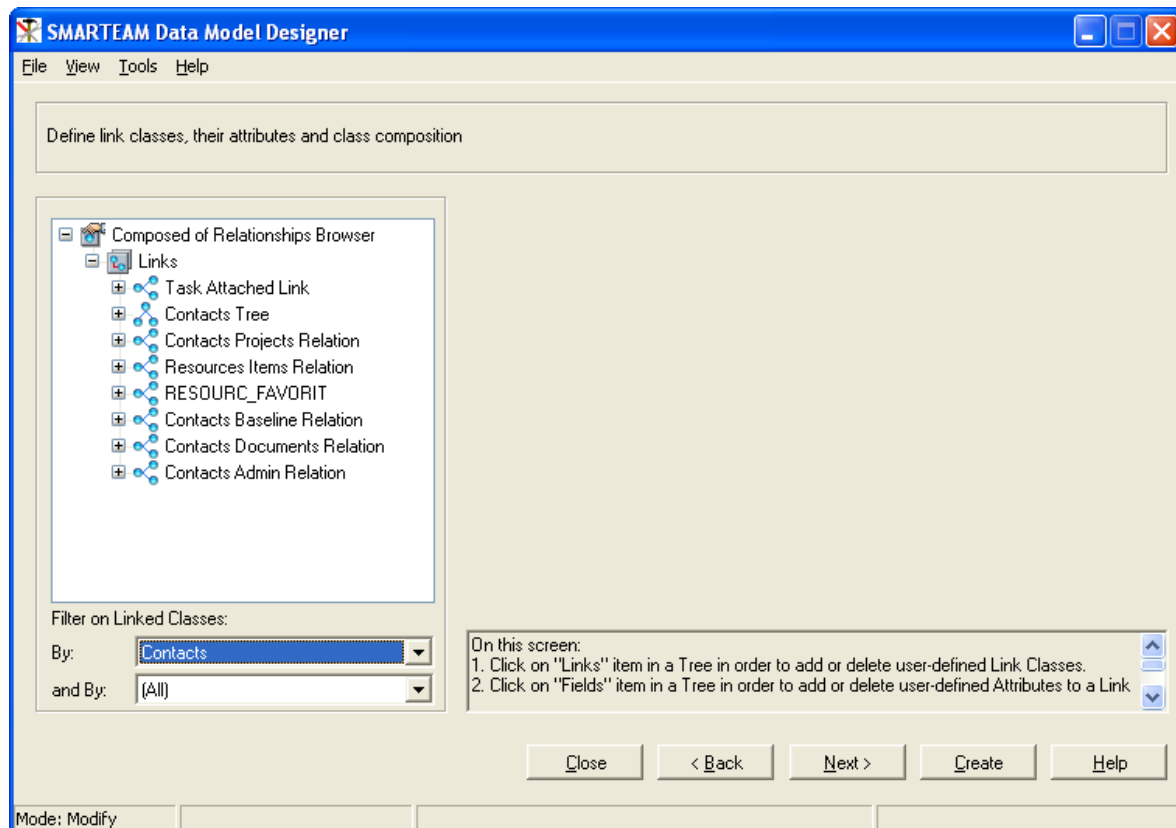 SMARTEAM Data Model Designer
File View Tools Help
Define link classes, their attributes and class composition
Composed of Relationships Browser
Links
Task Attached Link
Contacts Tree
Contacts Projects Relation
Resources Items Relation
RESOURC_FAVORIT
Contacts Baseline Relation
Contacts Documents Relation
Contacts Admin Relation
Filter on Linked Classes:
By: Contacts
and By: (All)
On this screen:
1. Click on "Links" item in a Tree in order to add or delete user-defined Link Classes.
2. Click on "Fields" item in a Tree in order to add or delete user-defined Attributes to a Link
Close < Back Next > Create Help
Mode: Modify